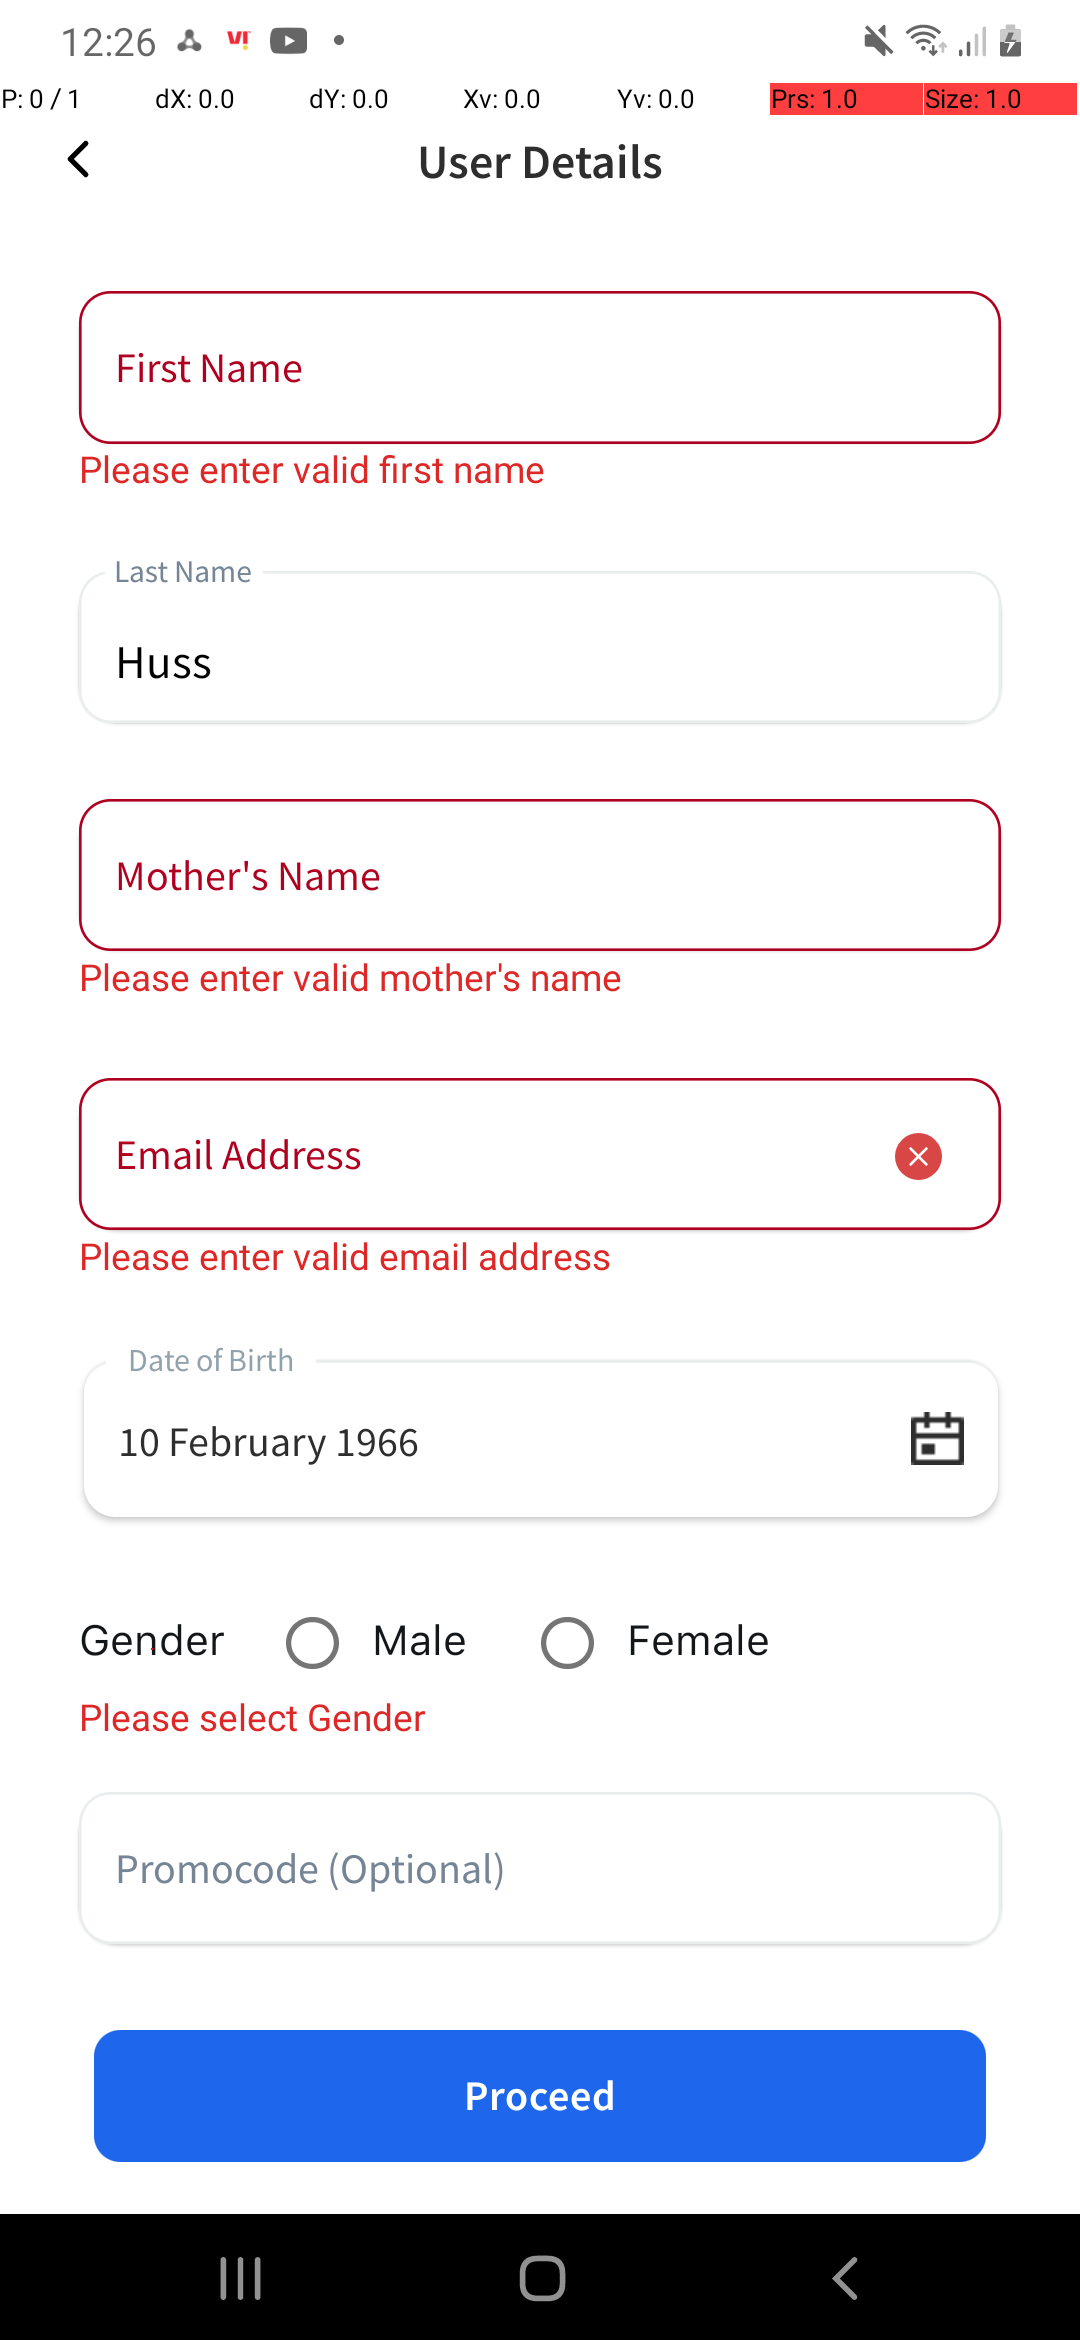 12:26
P: 0 / 1 dX: 0.0 dY: 0.0 Xv: 0.0 Yv: 0.0 Prs: 1.0 Size: 1.0
User Details
First Name
Please enter valid first name
Last Name
Huss
Mother's Name
Please enter valid mother's name
Email Address
Please enter valid email address
Date of Birth
10 February 1966
Gender Male Female
Please select Gender
Promocode (Optional)
Proceed